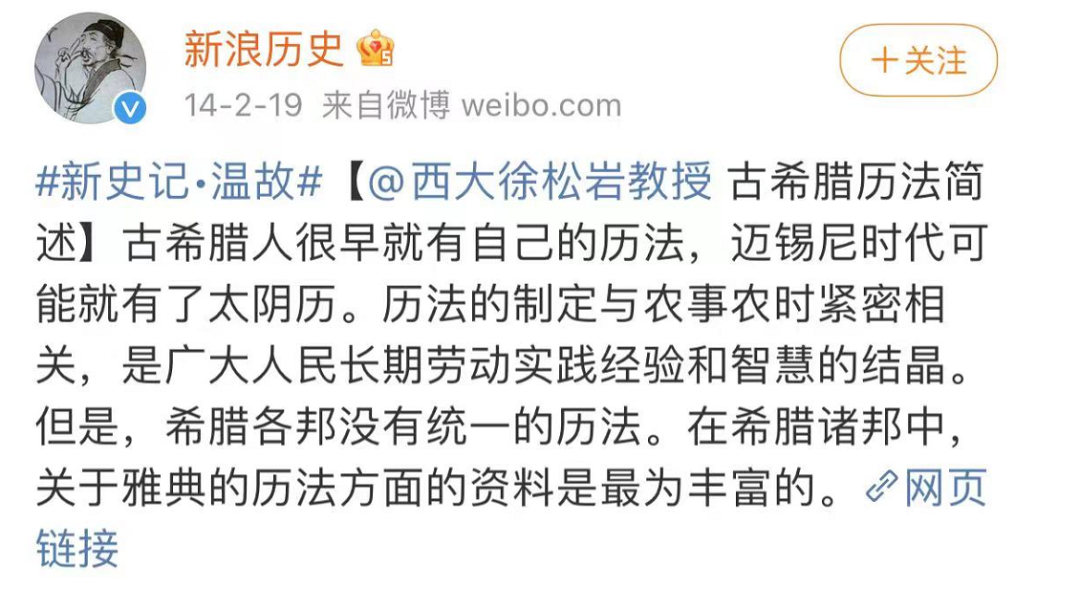 新浪历史
+关注
14-2-19 来自微博 weibo.com
#新史记·温故#【@西大徐松岩教授 古希腊历法简
述】古希腊人很早就有自己的历法，迈锡尼时代可
能就有了太阴历。历法的制定与农事农时紧密相
关，是广大人民长期劳动实践经验和智慧的结晶。
但是，希腊各邦没有统一的历法。在希腊诸邦中，
关于雅典的历法方面的资料是最为丰富的。网页
链接